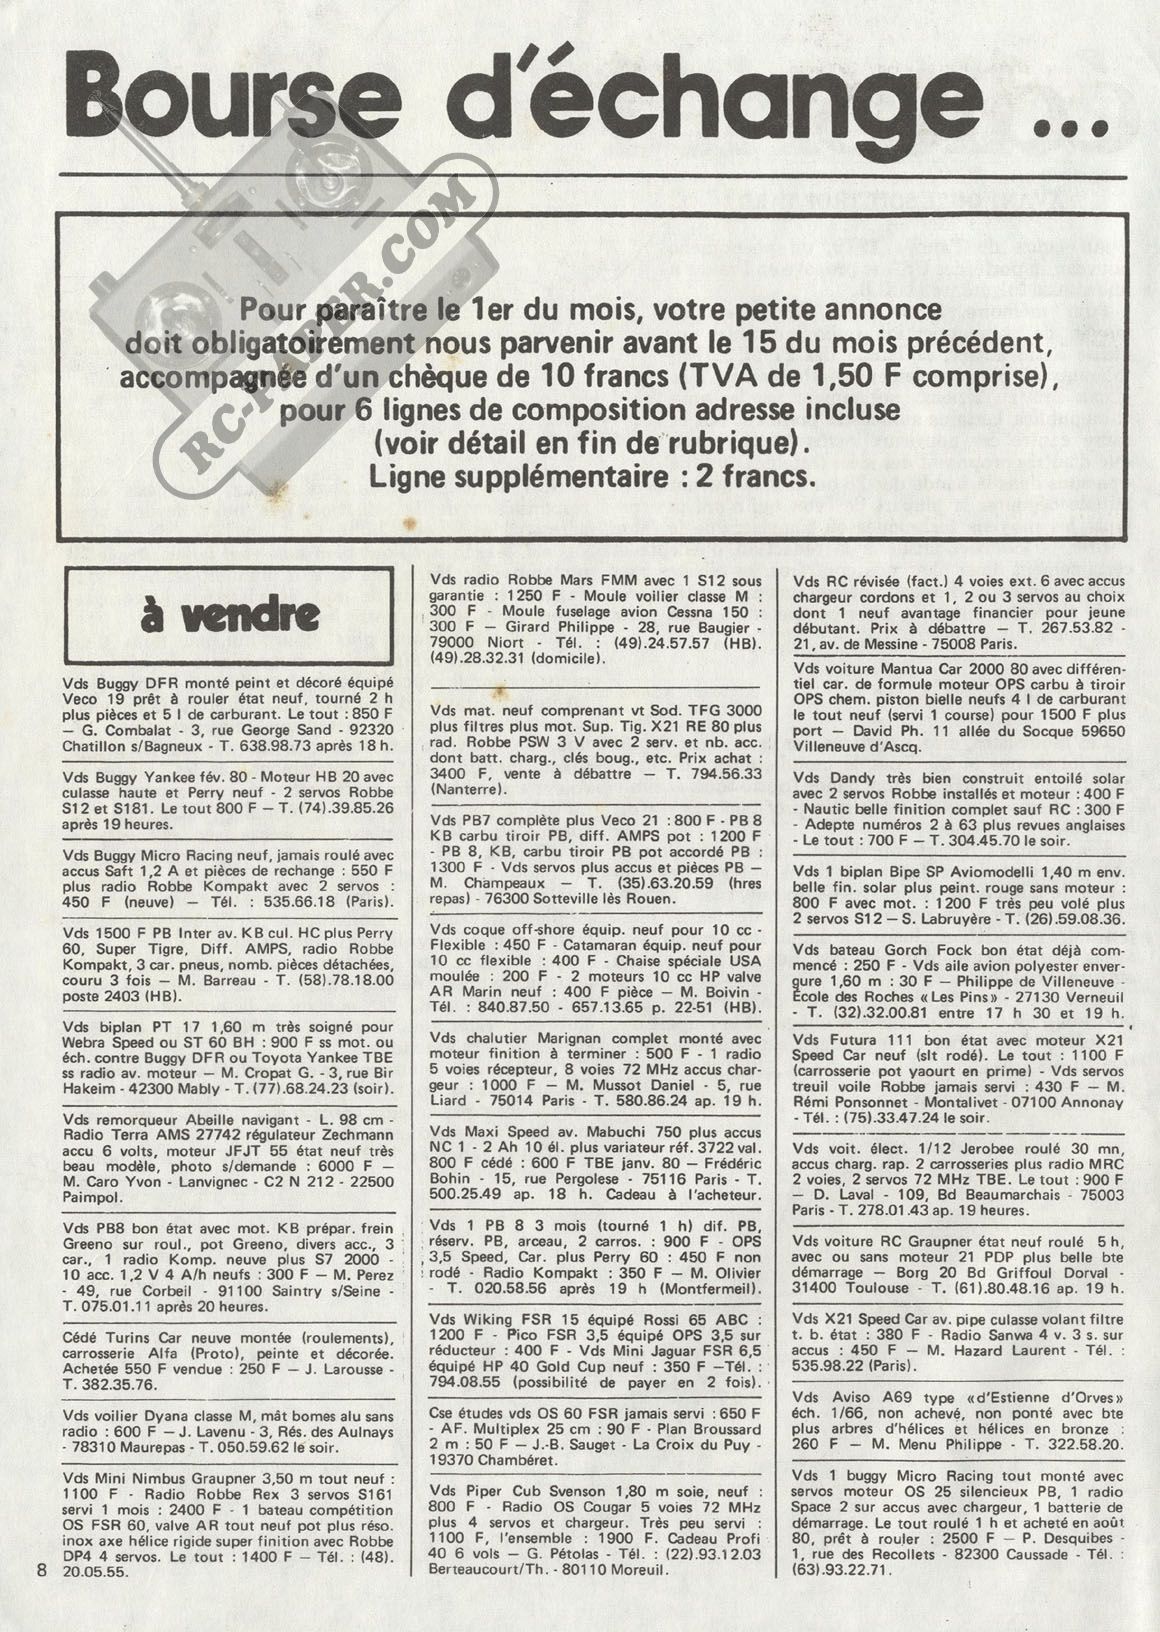 Bourse d'échange ...
RC-PAPER.COM
Pour paraître le 1er du mois, votre petite annonce
doit obligatoirement nous parvenir avant le 15 du mois précédent,
accompagnée d'un chèque de 10 francs (TVA de 1,50 F comprise),
pour 6 lignes de composition adresse incluse
(voir détail en fin de rubrique).
Ligne supplémentaire : 2 francs.
à vendre
Vds Buggy DFR monté peint et décoré équipé
Veco 19 prêt à rouler état neuf, tourné 2 h
plus pièces et 5 l de carburant. Le tout : 850 F
— G. Combalat - 3, rue George Sand - 92320
Chatillon s/Bagneux - T. 638.98.73 après 18 h.
Vds Buggy Yankee fév. 80 - Moteur HB 20 avec
culasse haute et Perry neuf - 2 servos Robbe
S12 et S181. Le tout 800 F — T. (74).39.85.26
après 19 heures.
Vds Buggy Micro Racing neuf, jamais roulé avec
accus Saft 1,2 A et pièces de rechange : 550 F
plus radio Robbe Kompakt avec 2 servos :
450 F (neuve) — Tél. : 535.66.18 (Paris).
Vds 1500 F PB Inter av. KB cul. HC plus Perry
60, Super Tigre, Diff. AMPS, radio Robbe
Kompakt, 3 car. pneus, nomb. pièces détachées,
couru 3 fois — M. Barreau - T. (58).78.18.00
poste 2403 (HB).
Vds biplan PT 17 1,60 m très soigné pour
Webra Speed ou ST 60 BH : 900 F ss mot. ou
éch. contre Buggy DFR ou Toyota Yankee TBE
ss radio av. moteur — M. Cropat G. - 3, rue Bir
Hakeim - 42300 Mably - T. (77).68.24.23 (soir).
Vds remorqueur Abeille navigant - L. 98 cm -
Radio Terra AMS 27742 régulateur Zechmann
accu 6 volts, moteur JFJT 55 état neuf très
beau modèle, photo s/demande : 6000 F —
M. Caro Yvon - Lanvignec - C2 N 212 - 22500
Paimpol.
Vds PB8 bon état avec mot. KB prépar. frein
Greeno sur roul., pot Greeno, divers acc., 3
car., 1 radio Komp. neuve plus S7 2000 -
10 acc. 1,2 V 4 A/h neufs : 300 F — M. Perez
- 49, rue Corbeil - 91100 Saintry s/Seine -
T. 075.01.11 après 20 heures.
Cédé Turins Car neuve montée (roulements),
carrosserie Alfa (Proto), peinte et décorée.
Achetée 550 F vendue : 250 F — J. Larousse -
T. 382.35.76.
Vds voilier Dyana classe M, mât bomes alu sans
radio : 600 F — J. Lavenu - 3, Rés. des Aulnays
- 78310 Maurepas - T. 050.59.62 le soir.
Vds Mini Nimbus Graupner 3,50 m tout neuf :
1100 F - Radio Robbe Rex 3 servos S161
servi 1 mois : 2400 F - 1 bateau compétition
OS FSR 60, valve AR tout neuf pot plus réso.
inox axe hélice rigide super finition avec Robbe
DP4 4 servos. Le tout : 1400 F — Tél. : (48).
20.05.55.
8
Vds radio Robbe Mars FMM avec 1 S12 sous
garantie : 1250 F - Moule voilier classe M :
300 F - Moule fuselage avion Cessna 150 :
300 F — Girard Philippe - 28, rue Baugier -
79000 Niort - Tél. : (49).24.57.57 (HB).
(49).28.32.31 (domicile).
Vds mat. neuf comprenant vt Sod. TFG 3000
plus filtres plus mot. Sup. Tig. X21 RE 80 plus
rad. Robbe PSW 3 V avec 2 serv. et nb. acc.
dont batt. charg., clés boug., etc. Prix achat :
3400 F, vente à débattre — T. 794.56.33
(Nanterre).
Vds PB7 complète plus Veco 21 : 800 F - PB 8
KB carbu tiroir PB, diff. AMPS pot : 1200 F
- PB 8, KB, carbu tiroir PB pot accordé PB :
1300 F - Vds servos plus accus et pièces PB —
M. Champeaux — T. (35).63.20.59 (hres
repas) - 76300 Sotteville lès Rouen.
Vds coque off-shore équip. neuf pour 10 cc -
Flexible : 450 F - Catamaran équip. neuf pour
10 cc flexible : 400 F - Chaise spéciale USA
moulée : 200 F - 2 moteurs 10 cc HP valve
AR Marin neuf : 400 F pièce — M. Boivin -
Tél. : 840.87.50 - 657.13.65 p. 22-51 (HB).
Vds chalutier Marignan complet monté avec
moteur finition à terminer : 500 F - 1 radio
5 voies récepteur, 8 voies 72 MHz accus char-
geur : 1000 F — M. Mussot Daniel - 5, rue
Liard - 75014 Paris - T. 580.86.24 ap. 19 h.
Vds Maxi Speed av. Mabuchi 750 plus accus
NC 1 - 2 Ah 10 él. plus variateur réf. 3722 val.
800 F cédé : 600 F TBE janv. 80 — Frédéric
Bohin - 15, rue Pergolese - 75116 Paris - T.
500.25.49 ap. 18 h. Cadeau à l'acheteur.
Vds 1 PB 8 3 mois (tourné 1 h) dif. PB,
réserv. PB, arceau, 2 carros. : 900 F - OPS
3,5 Speed, Car. plus Perry 60 : 450 F non
rodé - Radio Kompakt : 350 F — M. Olivier
- T. 020.58.56 après 19 h (Montfermeil).
Vds Wiking FSR 15 équipé Rossi 65 ABC :
1200 F - Pico FSR 3,5 équipé OPS 3,5 sur
réducteur : 400 F - Vds Mini Jaguar FSR 6,5
équipé HP 40 Gold Cup neuf : 350 F —Tél. :
794.08.55 (possibilité de payer en 2 fois).
Cse études vds OS 60 FSR jamais servi : 650 F
- AF. Multiplex 25 cm : 90 F - Plan Broussard
2 m : 50 F — J.-B. Sauget - La Croix du Puy -
19370 Chambéret.
Vds Piper Cub Svenson 1,80 m soie, neuf :
800 F - Radio OS Cougar 5 voies 72 MHz
plus 4 servos et chargeur. Très peu servi :
1100 F, l'ensemble : 1900 F. Cadeau Profi
40 6 vols — G. Pétolas - Tél. : (22).93.12.03
Berteaucourt/Th. - 80110 Moreuil.
Vds RC révisée (fact.) 4 voies ext. 6 avec accus
chargeur cordons et 1, 2 ou 3 servos au choix
dont 1 neuf avantage financier pour jeune
débutant. Prix à débattre — T. 267.53.82 -
21, av. de Messine - 75008 Paris.
Vds voiture Mantua Car 2000 80 avec différen-
tiel car. de formule moteur OPS carbu à tiroir
OPS chem. piston bielle neufs 4 l de carburant
le tout neuf (servi 1 course) pour 1500 F plus
port — David Ph. 11 allée du Socque 59650
Villeneuve d'Ascq.
Vds Dandy très bien construit entoilé solar
avec 2 servos Robbe installés et moteur : 400 F
- Nautic belle finition complet sauf RC : 300 F
- Adepte numéros 2 à 63 plus revues anglaises
- Le tout : 700 F — T. 304.45.70 le soir.
Vds 1 biplan Bipe SP Aviomodelli 1,40 m env.
belle fin. solar plus peint. rouge sans moteur :
800 F avec mot. : 1200 F très peu volé plus
2 servos S12 — S. Labruyère - T. (26).59.08.36.
Vds bateau Gorch Fock bon état déjà com-
mencé : 250 F - Vds aile avion polyester enver-
gure 1,60 m : 30 F — Philippe de Villeneuve -
École des Roches « Les Pins » - 27130 Verneuil
- T. (32).32.00.81 entre 17 h 30 et 19 h.
Vds Futura 111 bon état avec moteur X21
Speed Car neuf (slt rodé). Le tout : 1100 F
(carrosserie pot yaourt en prime) - Vds servos
treuil voile Robbe jamais servi : 430 F — M.
Rémi Ponsonnet - Montalivet - 07100 Annonay
- Tél. : (75).33.47.24 le soir.
Vds voit. élect. 1/12 Jerobee roulé 30 mn,
accus charg. rap. 2 carrosseries plus radio MRC
2 voies, 2 servos 72 MHz TBE. Le tout : 900 F
— D. Laval - 109, Bd Beaumarchais - 75003
Paris - T. 278.01.43 ap. 19 heures.
Vds voiture RC Graupner état neuf roulé 5 h,
avec ou sans moteur 21 PDP plus belle bte
démarrage — Borg 20 Bd Griffoul Dorval -
31400 Toulouse - T. (61).80.48.16 ap. 19 h.
Vds X21 Speed Car av. pipe culasse volant filtre
t. b. état : 380 F - Radio Sanwa 4 v. 3 s. sur
accus : 450 F — M. Hazard Laurent - Tél. :
535.98.22 (Paris).
Vds Aviso A69 type « d'Estienne d'Orves »
éch. 1/66, non achevé, non ponté avec bte
plus arbres d'hélices et hélices en bronze :
260 F — M. Menu Philippe - T. 322.58.20.
Vds 1 buggy Micro Racing tout monté avec
servos moteur OS 25 silencieux PB, 1 radio
Space 2 sur accus avec chargeur, 1 batterie de
démarrage. Le tout roulé 1 h et acheté en août
80, prêt à rouler : 2500 F — P. Desquibes -
1, rue des Recollets - 82300 Caussade - Tél. :
(63).93.22.71.